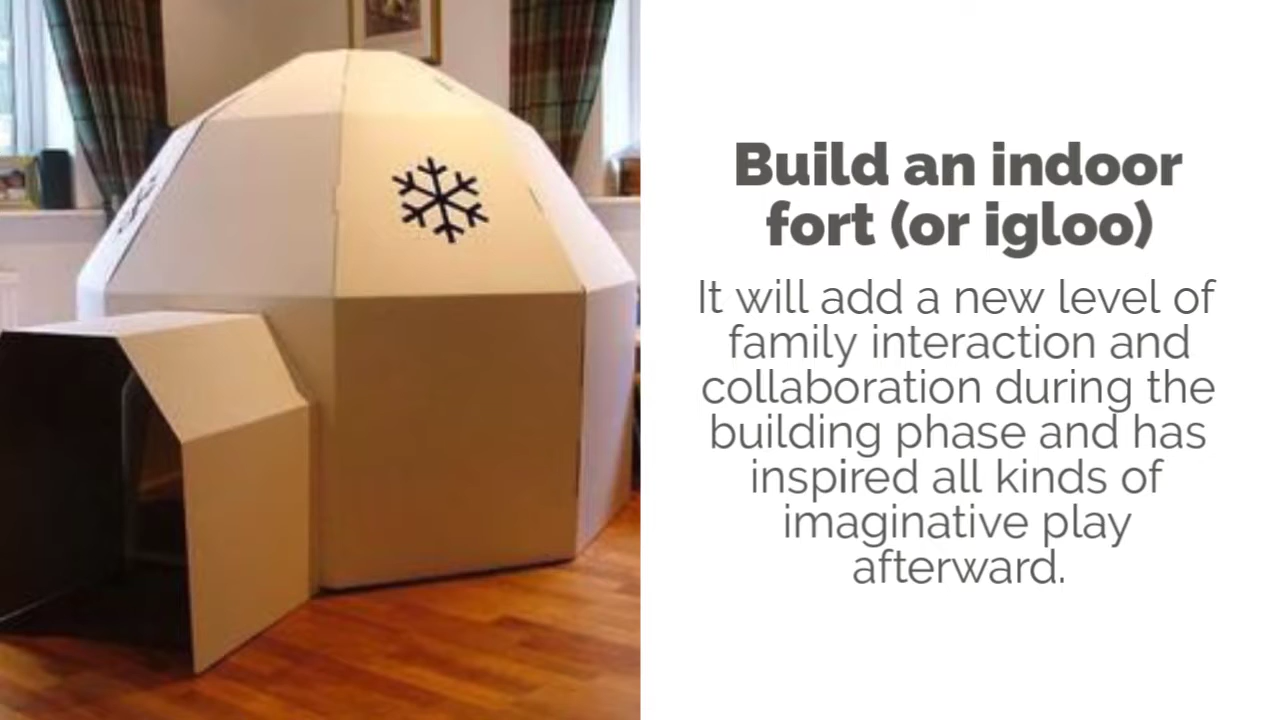 Build an indoor
fort (or igloo)
It will add a new level of
family interaction and
collaboration during the
building phase and has
inspired all kinds of
imaginative play
afterward.